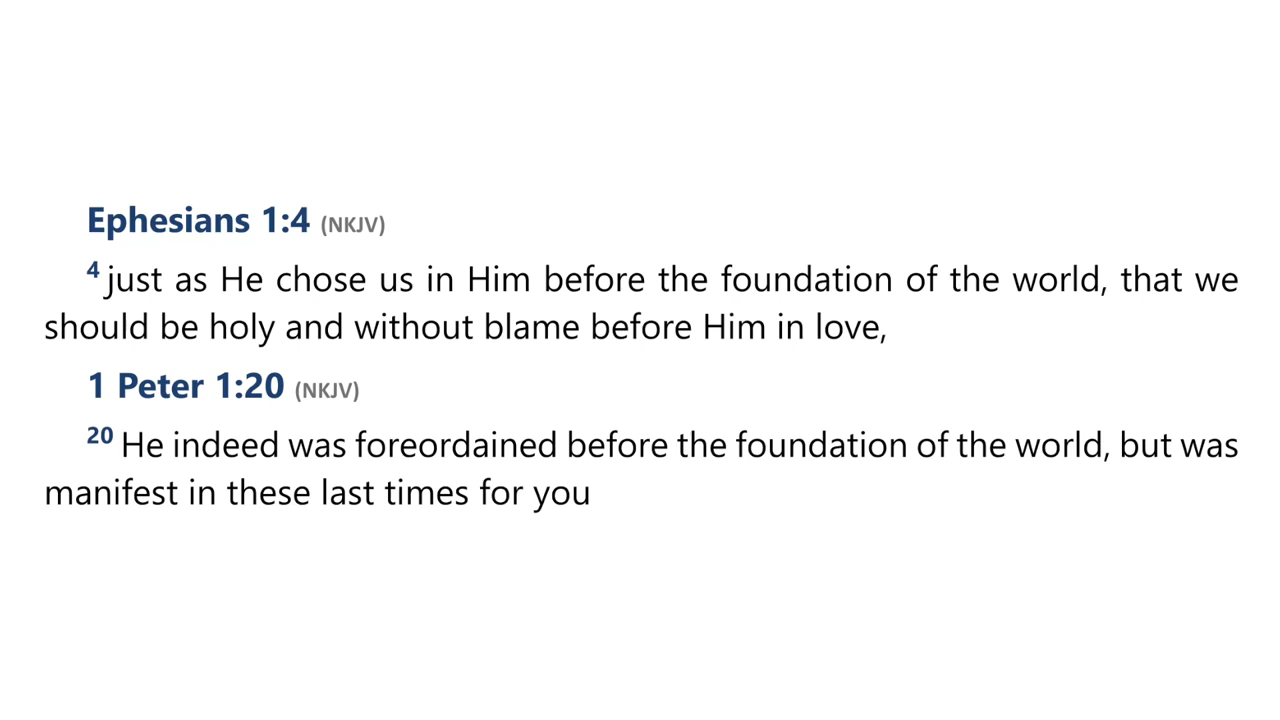 Ephesians 1:4 (NKJV)
4 just as He chose us in Him before the foundation of the world, that we
should be holy and without blame before Him in love,
1 Peter 1:20 (NKJV)
20 He indeed was foreordained before the foundation of the world, but was
manifest in these last times for you